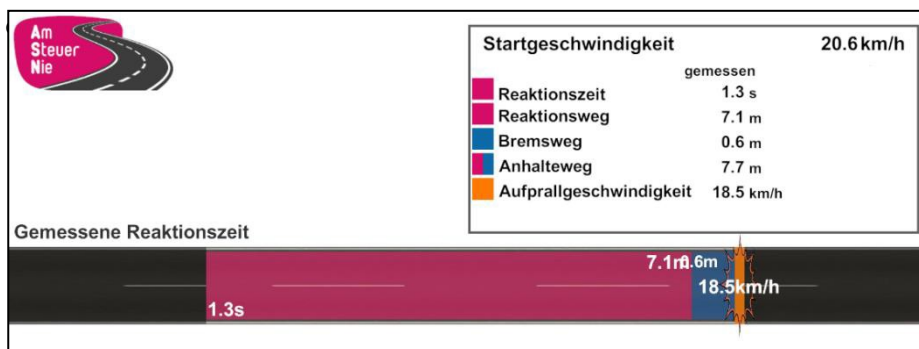 Am
Steuer
Nie
Startgeschwindigkeit 20.6 km/h
gemessen
Reaktionszeit 1.3 s
Reaktionsweg 7.1 m
Bremsweg 0.6 m
Anhalteweg 7.7 m
Aufprallgeschwindigkeit 18.5 km/h
Gemessene Reaktionszeit
7.1m 0.6m
18.5km/h
1.3s